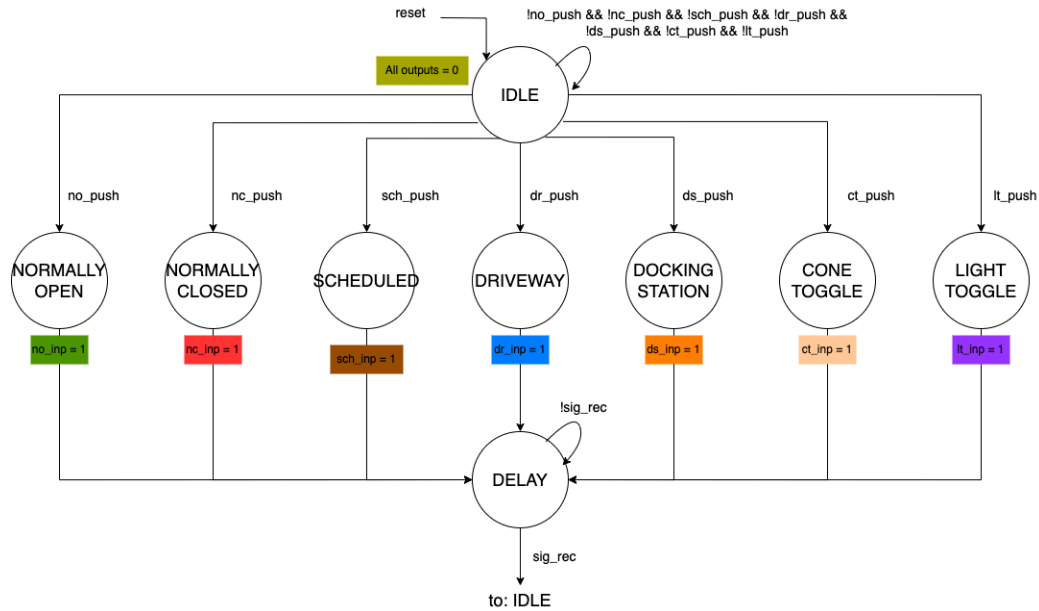 reset
!no_push && !nc_push && !sch_push && !dr_push &&
!ds_push && !ct_push && !lt_push
All outputs = 0
IDLE
no_push
nc_push
sch_push
dr_push
ds_push
ct_push
lt_push
NORMALLY
OPEN
NORMALLY
CLOSED
SCHEDULED
DRIVEWAY
DOCKING
STATION
CONE
TOGGLE
LIGHT
TOGGLE
no_inp = 1
nc_inp = 1
sch_inp = 1
dr_inp = 1
ds_inp = 1
ct_inp = 1
lt_inp = 1
!sig_rec
DELAY
sig_rec
to: IDLE